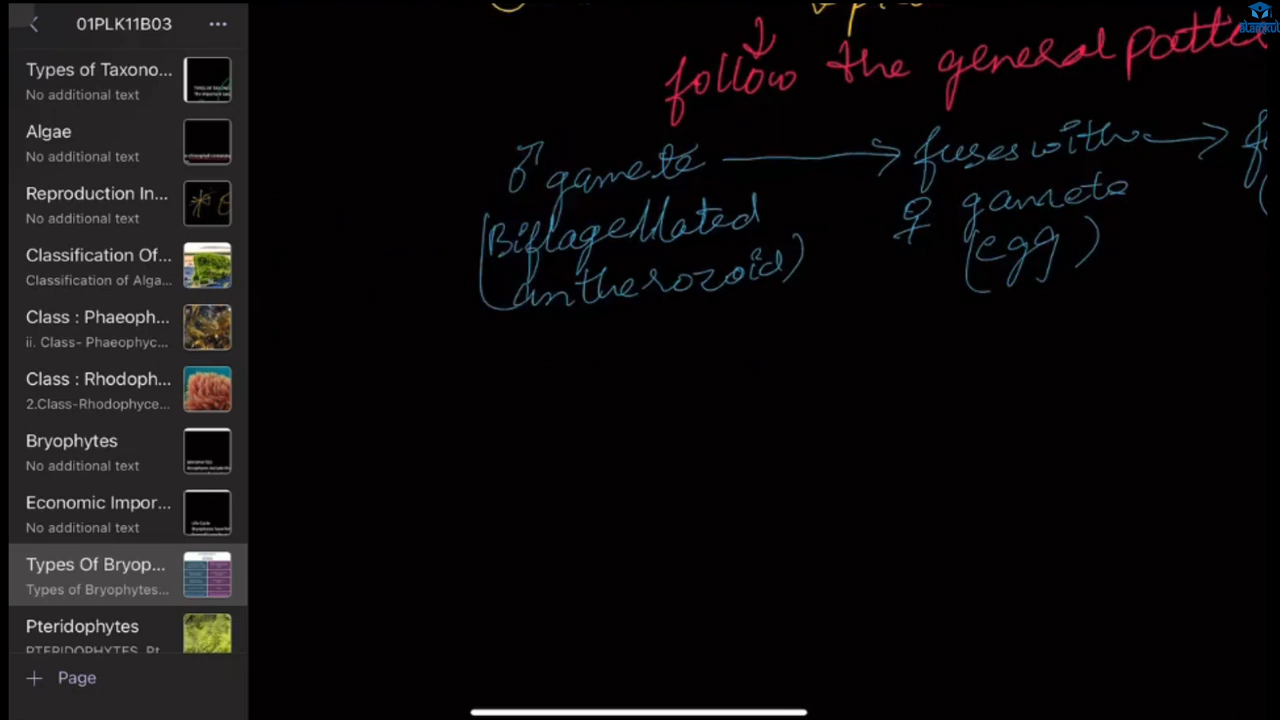 01PLK11B03
Types of Taxono...
No additional text
Algae
No additional text
Reproduction In...
No additional text
Classification Of...
Classification of Alga...
Class : Phaeoph...
ii. Class- Phaeophyc...
Class : Rhodoph...
2.Class-Rhodophyce...
Bryophytes
No additional text
Economic Impor...
No additional text
Types Of Bryop...
Types of Bryophytes...
Pteridophytes
PTERIDOPHYTES Pt
+ Page
follow the general patte
♂ gamete → fuses with → f
(Biflagellated
antherozoid)
♀ gamete
(egg)